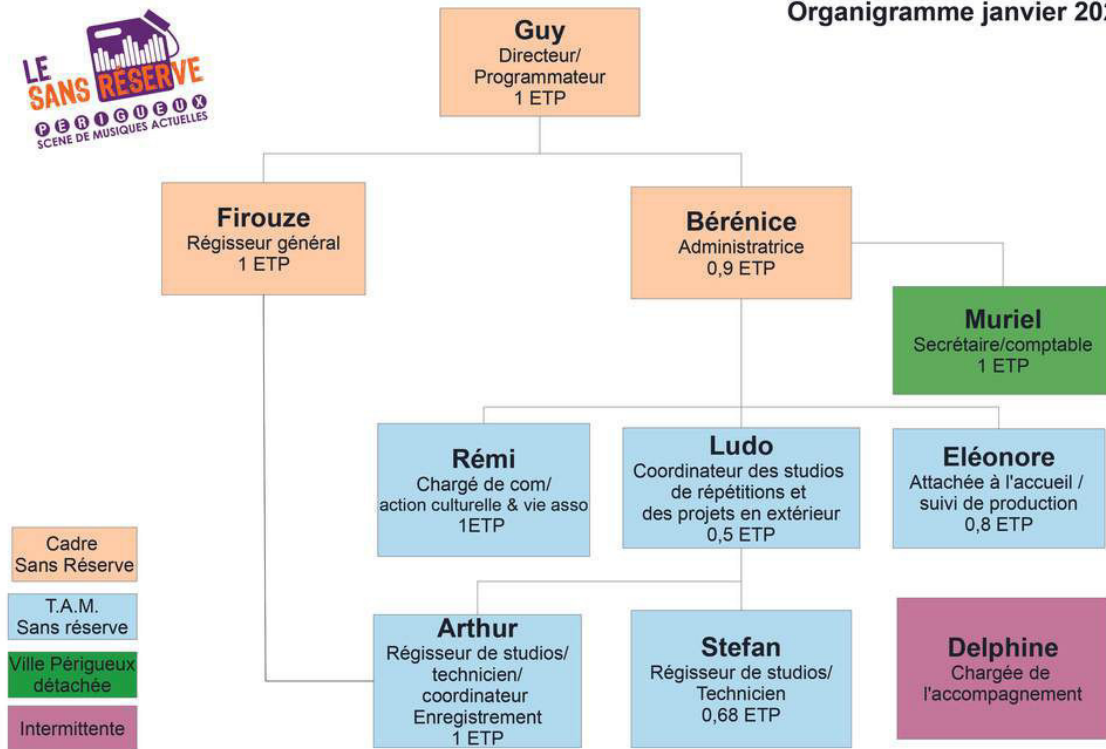 Organigramme janvier 202
LE
SANS RÉSERVE
PERIGUEUX
SCENE DE MUSIQUES ACTUELLES
Guy
Directeur/
Programmateur
1 ETP
Firouze
Régisseur général
1 ETP
Bérénice
Administratrice
0,9 ETP
Muriel
Secrétaire/comptable
1 ETP
Rémi
Chargé de com/
action culturelle & vie asso
1ETP
Ludo
Coordinateur des studios
de répétitions et
des projets en extérieur
0,5 ETP
Eléonore
Attachée à l'accueil /
suivi de production
0,8 ETP
Cadre
Sans Réserve
T.A.M.
Sans réserve
Ville Périgueux
détachée
Intermittente
Arthur
Régisseur de studios/
technicien/
coordinateur
Enregistrement
1 ETP
Stefan
Régisseur de studios/
Technicien
0,68 ETP
Delphine
Chargée de
l'accompagnement